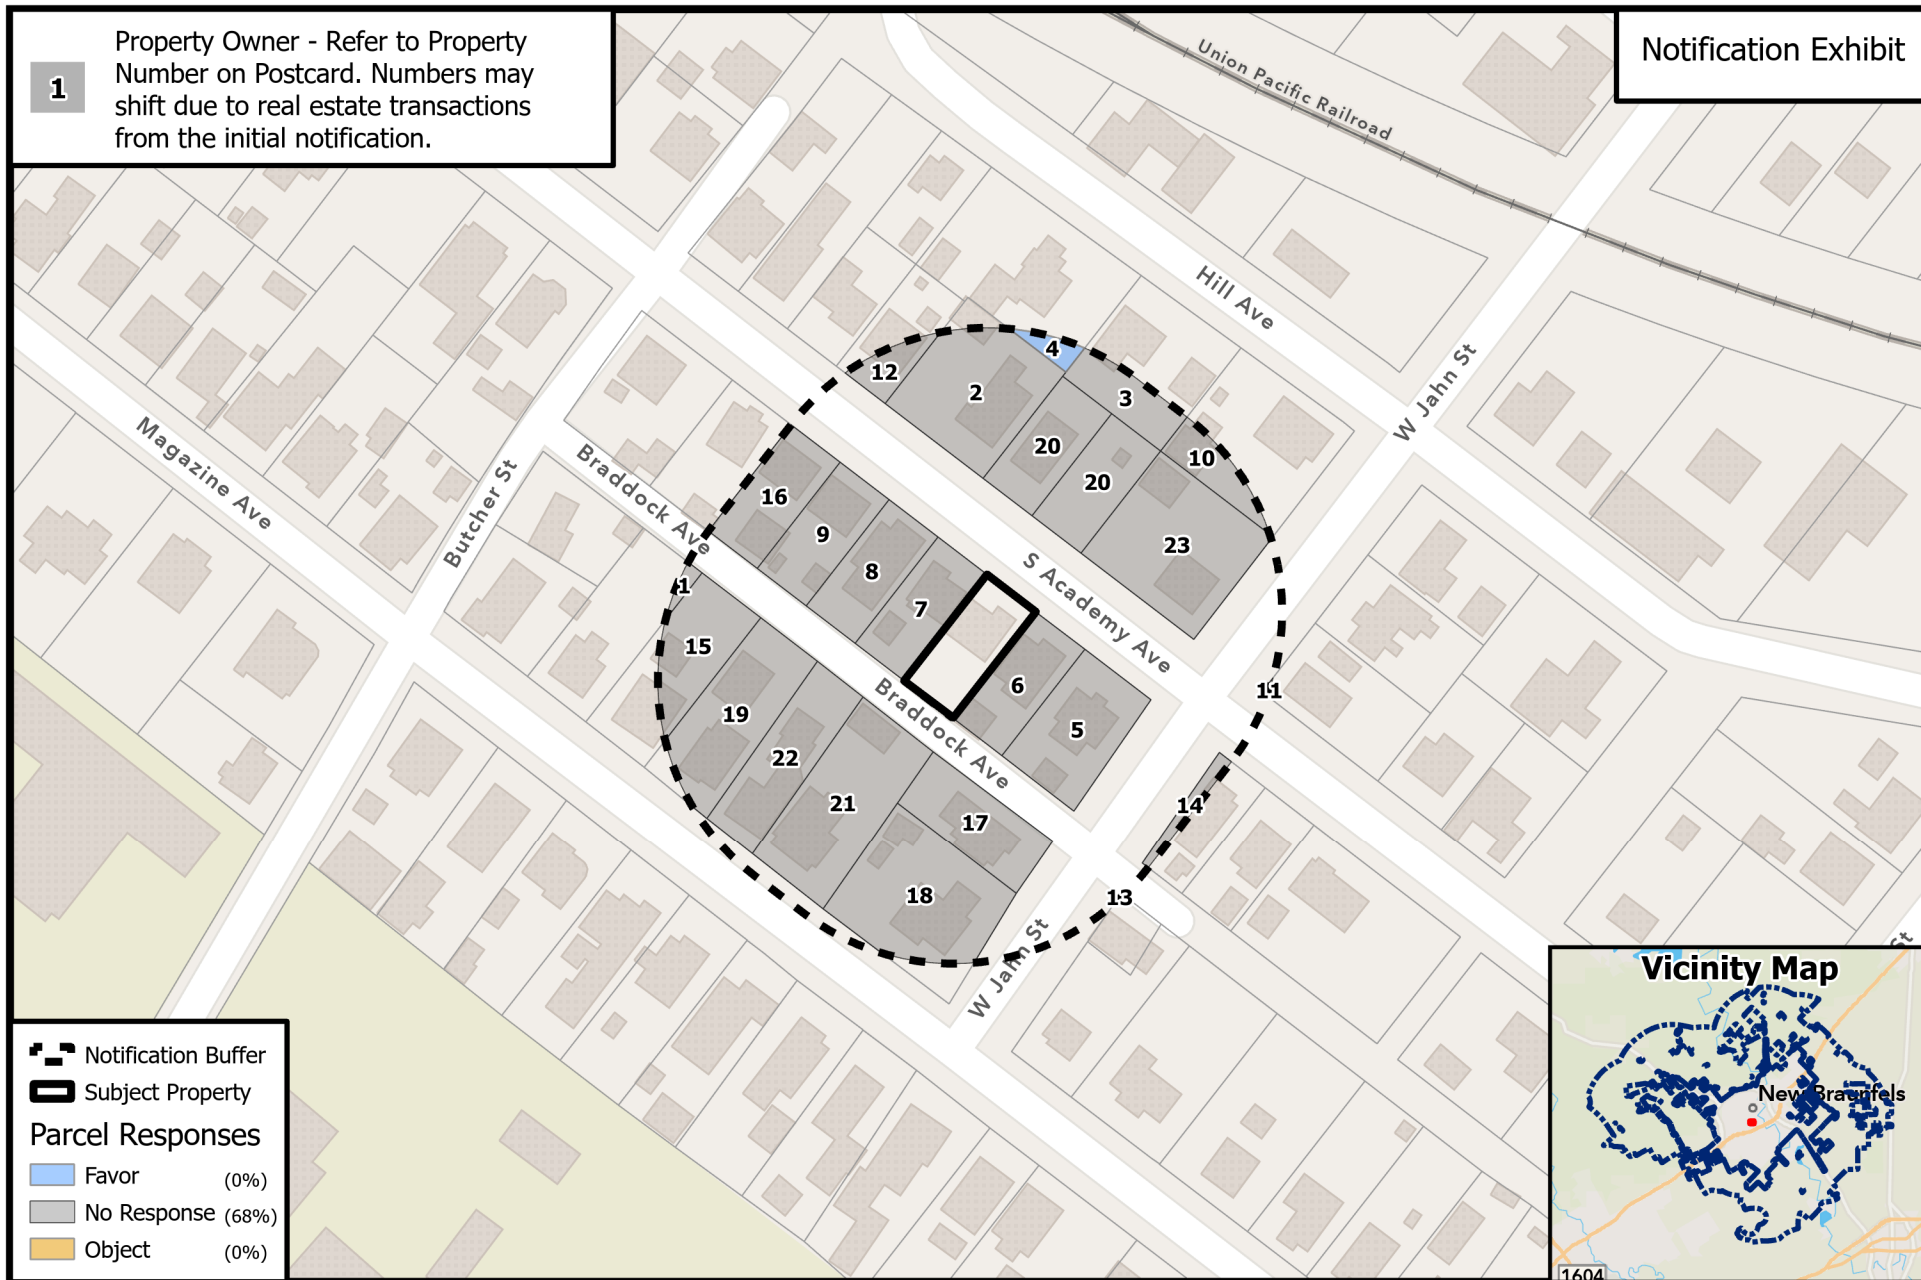 1
Property Owner - Refer to Property
Number on Postcard. Numbers may
shift due to real estate transactions
from the initial notification.
Notification Exhibit
Union Pacific Railroad
Hill Ave
W Jahn St
Magazine Ave
Butcher St
Braddock Ave
S Academy Ave
Braddock Ave
W Jahn St
St
4
12
2
3
20
10
16
20
9
23
8
1
7
15
6
11
19
5
22
21
14
17
18
13
Notification Buffer
Subject Property
Parcel Responses
Favor (0%)
No Response (68%)
Object (0%)
Vicinity Map
New Braunfels
1604